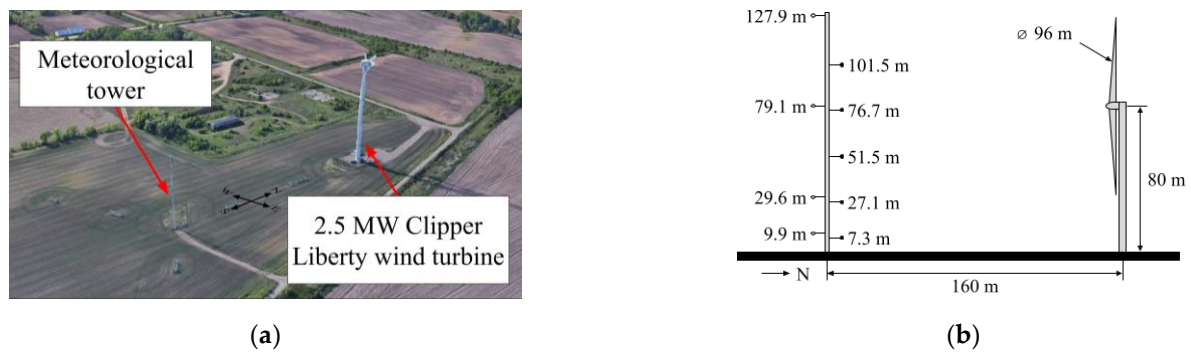 Meteorological
tower
2.5 MW Clipper
Liberty wind turbine
(a)
127.9 m
⌀ 96 m
101.5 m
79.1 m
76.7 m
51.5 m
80 m
29.6 m
27.1 m
9.9 m
7.3 m
N
160 m
(b)